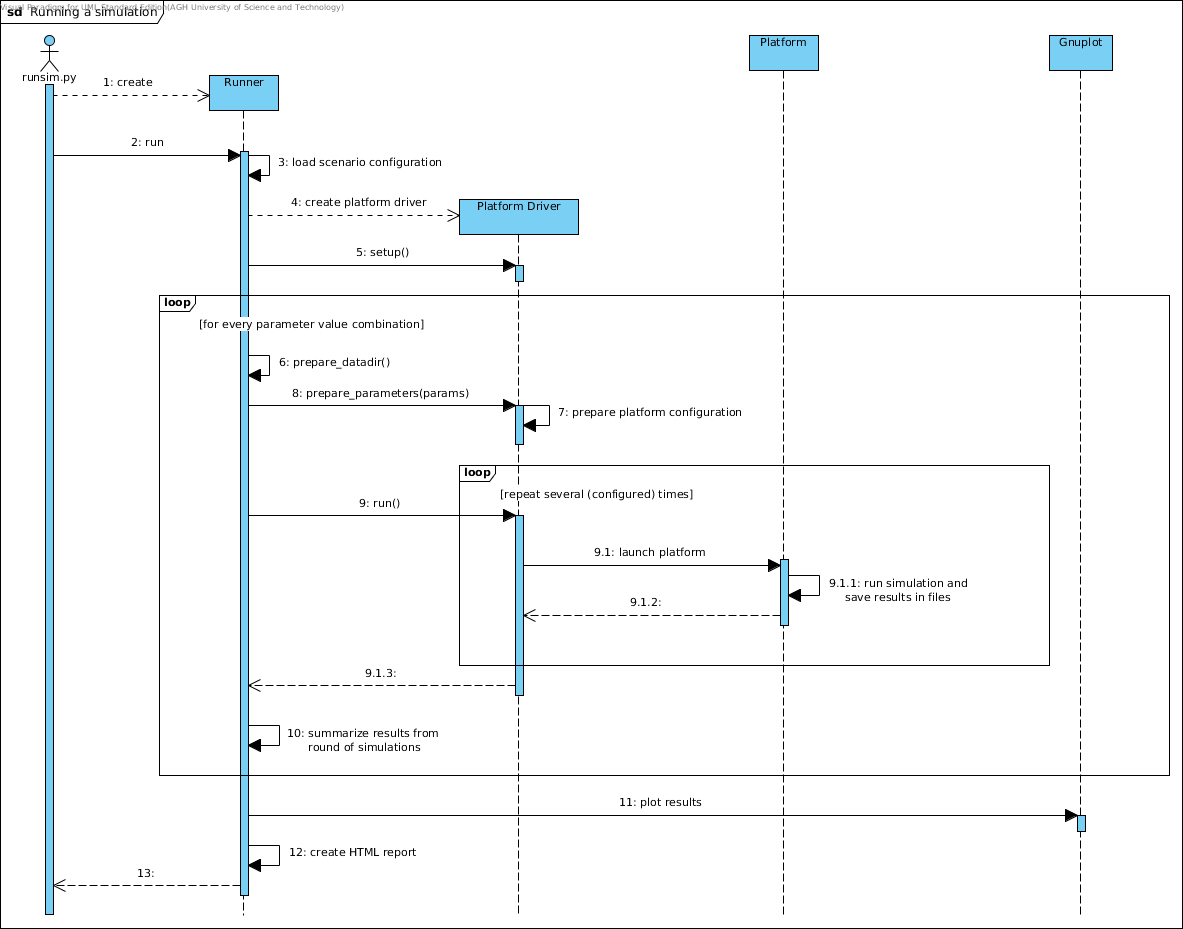 Visual Paradigm for UML Standard Edition(AGH University of Science and Technology)
sd Running a simulation
runsim.py
Platform
Gnuplot
1: create
Runner
2: run
3: load scenario configuration
4: create platform driver
Platform Driver
5: setup()
loop
[for every parameter value combination]
6: prepare_datadir()
8: prepare_parameters(params)
7: prepare platform configuration
loop
[repeat several (configured) times]
9: run()
9.1: launch platform
9.1.1: run simulation and
save results in files
9.1.2:
9.1.3:
10: summarize results from
round of simulations
11: plot results
12: create HTML report
13: